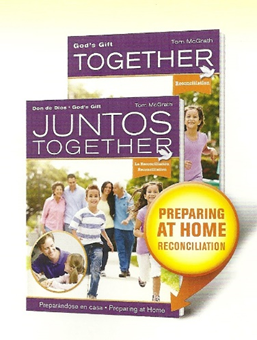 God's Gift
Tom McGrath
TOGETHER
Reconciliation
Don de Dios • God's Gift
Tom McGrath
JUNTOS
TOGETHER
La Reconciliación
Reconciliation
Preparándose en casa • Preparing at Home
PREPARING
AT HOME
RECONCILIATION